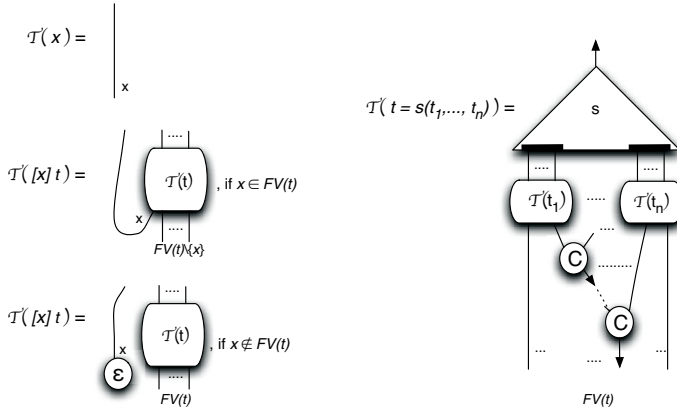 𝒯'( x ) =
x
𝒯'( [x] t ) =
....
𝒯'(t)
, if x ∈ FV(t)
x
....
FV(t)\{x}
𝒯'( [x] t ) =
....
𝒯'(t)
, if x ∉ FV(t)
x
ε
....
FV(t)
𝒯'( t = s(t₁,..., tₙ) ) =
s
.... ....
𝒯'(t₁) ..... 𝒯'(tₙ)
....
C
.........
C
... .... ...
FV(t)